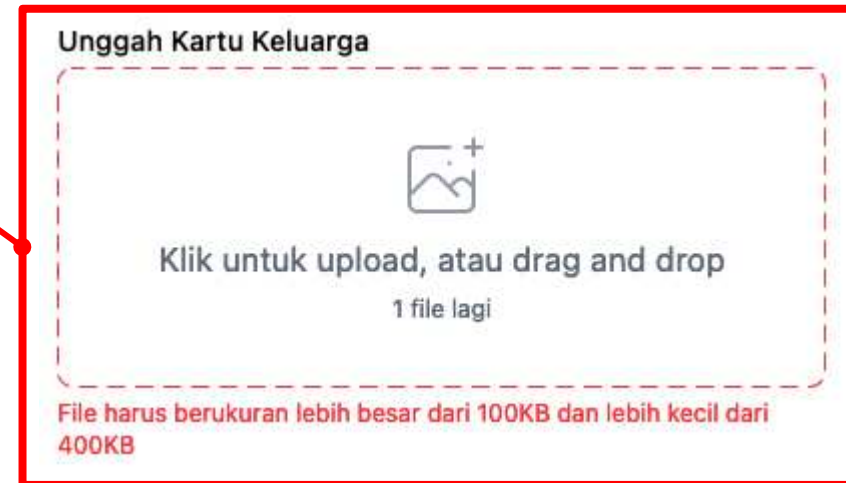 Unggah Kartu Keluarga
Klik untuk upload, atau drag and drop
1 file lagi
File harus berukuran lebih besar dari 100KB dan lebih kecil dari
400KB